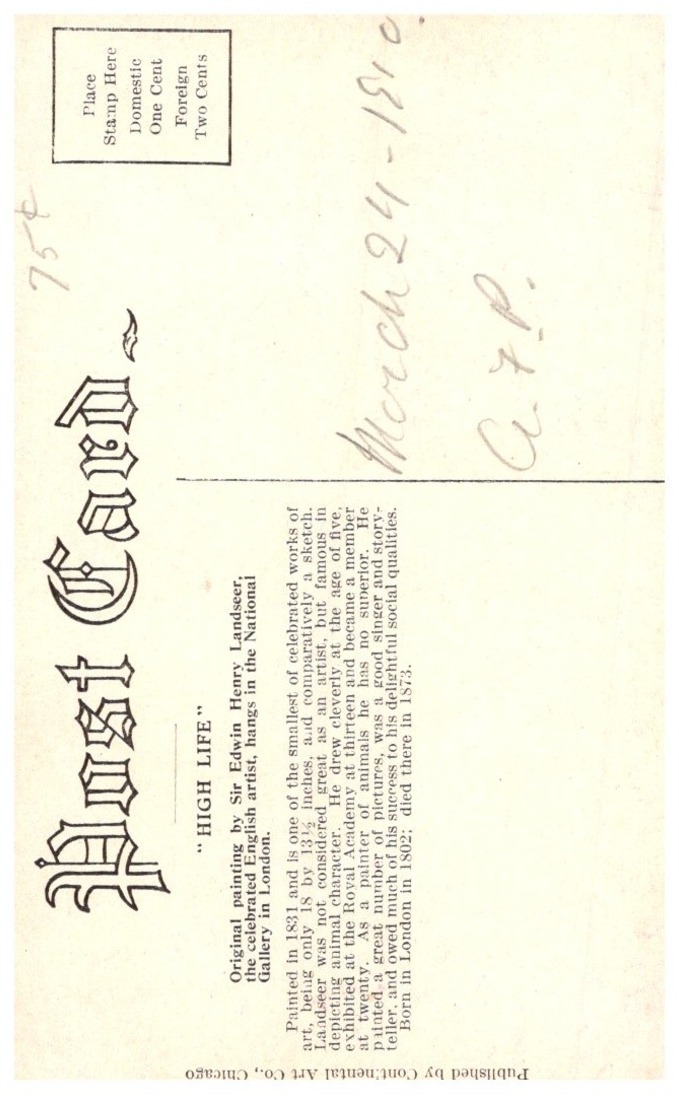 Post Card
75¢
Place
Stamp Here
Domestic
One Cent
Foreign
Two Cents
"HIGH LIFE"
Original painting by Sir Edwin Henry Landseer,
the celebrated English artist, hangs in the National
Gallery in London.
Painted in 1831 and is one of the smallest of celebrated works of
art, being only 18 by 13½ inches, and comparatively a sketch.
Landseer was not considered great as an artist, but famous in
depicting animal character. He drew cleverly at the age of five,
exhibited at the Royal Academy at thirteen and became a member
at twenty. As a painter of animals he has no superior. He
painted a great number of pictures, was a good singer and story-
teller, and owed much of his success to his delightful social qualities.
Born in London in 1802; died there in 1873.
March 24-1910.
a. F. P.
Published by Continental Art Co., Chicago